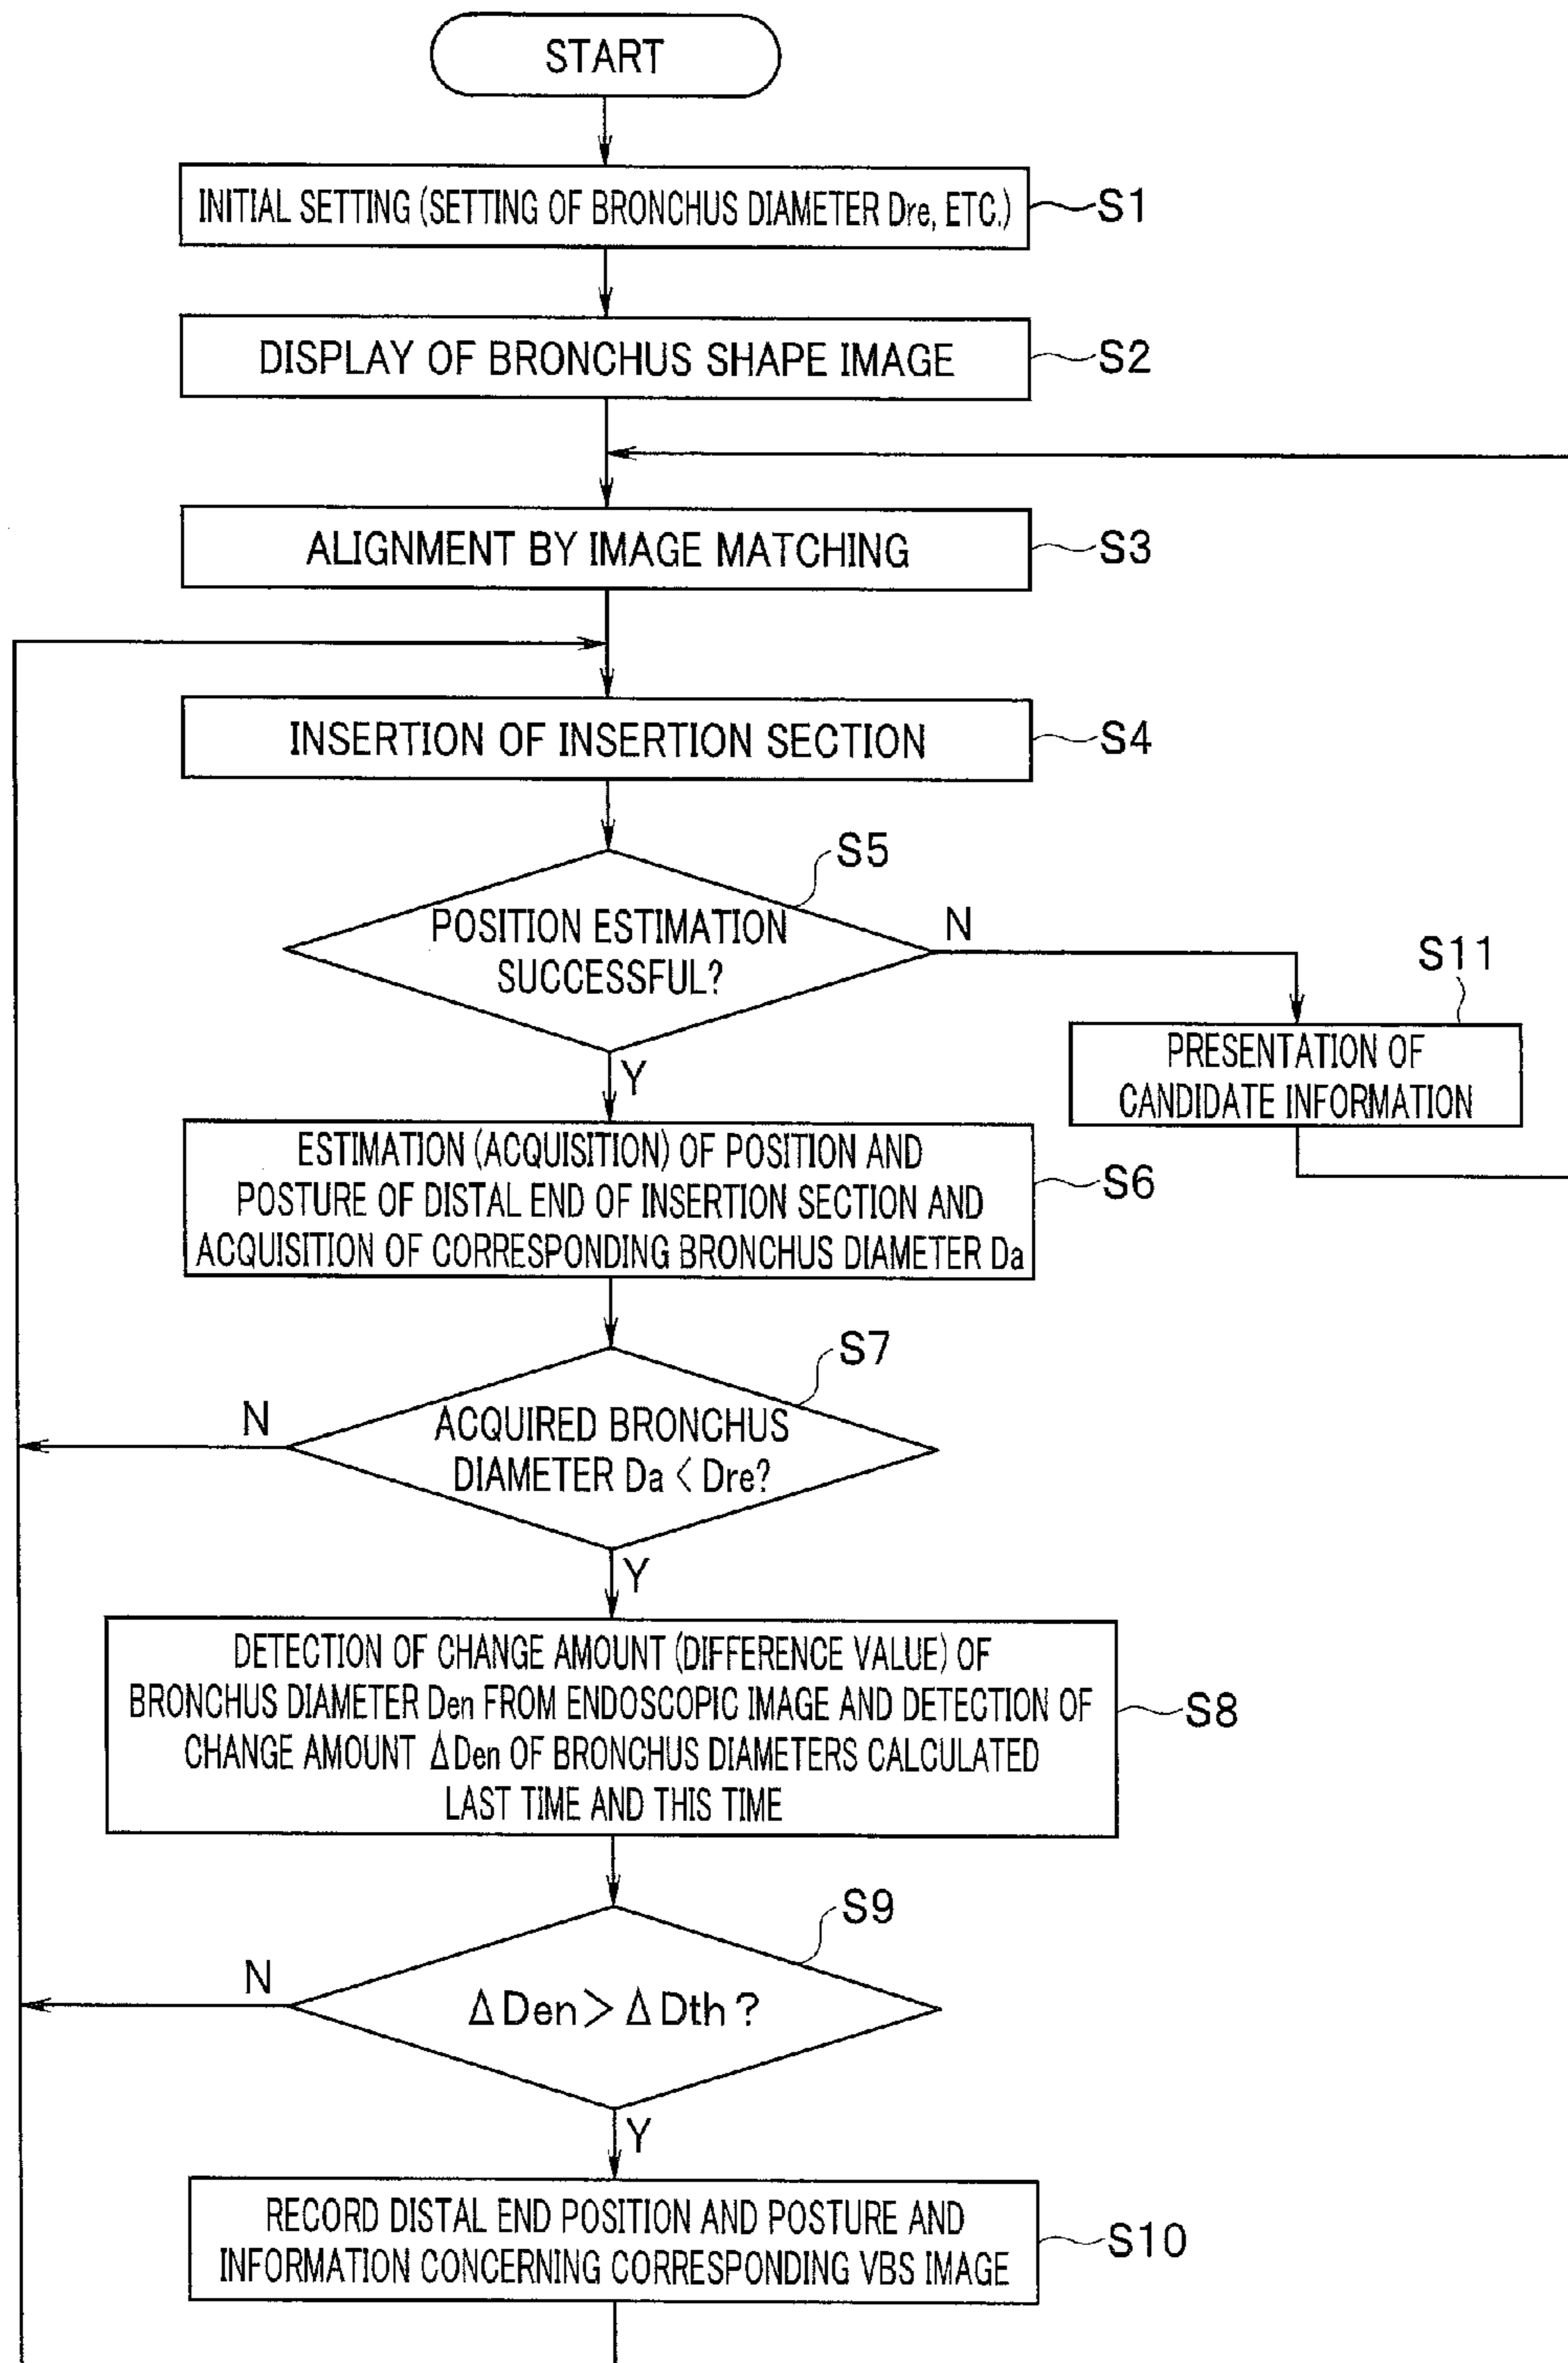 START
INITIAL SETTING (SETTING OF BRONCHUS DIAMETER Dre, ETC.)
S1
DISPLAY OF BRONCHUS SHAPE IMAGE
S2
ALIGNMENT BY IMAGE MATCHING
S3
INSERTION OF INSERTION SECTION
S4
S5
POSITION ESTIMATION
SUCCESSFUL?
N
Y
S11
PRESENTATION OF
CANDIDATE INFORMATION
ESTIMATION (ACQUISITION) OF POSITION AND
POSTURE OF DISTAL END OF INSERTION SECTION AND
ACQUISITION OF CORRESPONDING BRONCHUS DIAMETER Da
S6
S7
N
ACQUIRED BRONCHUS
DIAMETER Da < Dre?
Y
DETECTION OF CHANGE AMOUNT (DIFFERENCE VALUE) OF
BRONCHUS DIAMETER Den FROM ENDOSCOPIC IMAGE AND DETECTION OF
CHANGE AMOUNT ΔDen OF BRONCHUS DIAMETERS CALCULATED
LAST TIME AND THIS TIME
S8
S9
N
ΔDen > ΔDth?
Y
RECORD DISTAL END POSITION AND POSTURE AND
INFORMATION CONCERNING CORRESPONDING VBS IMAGE
S10